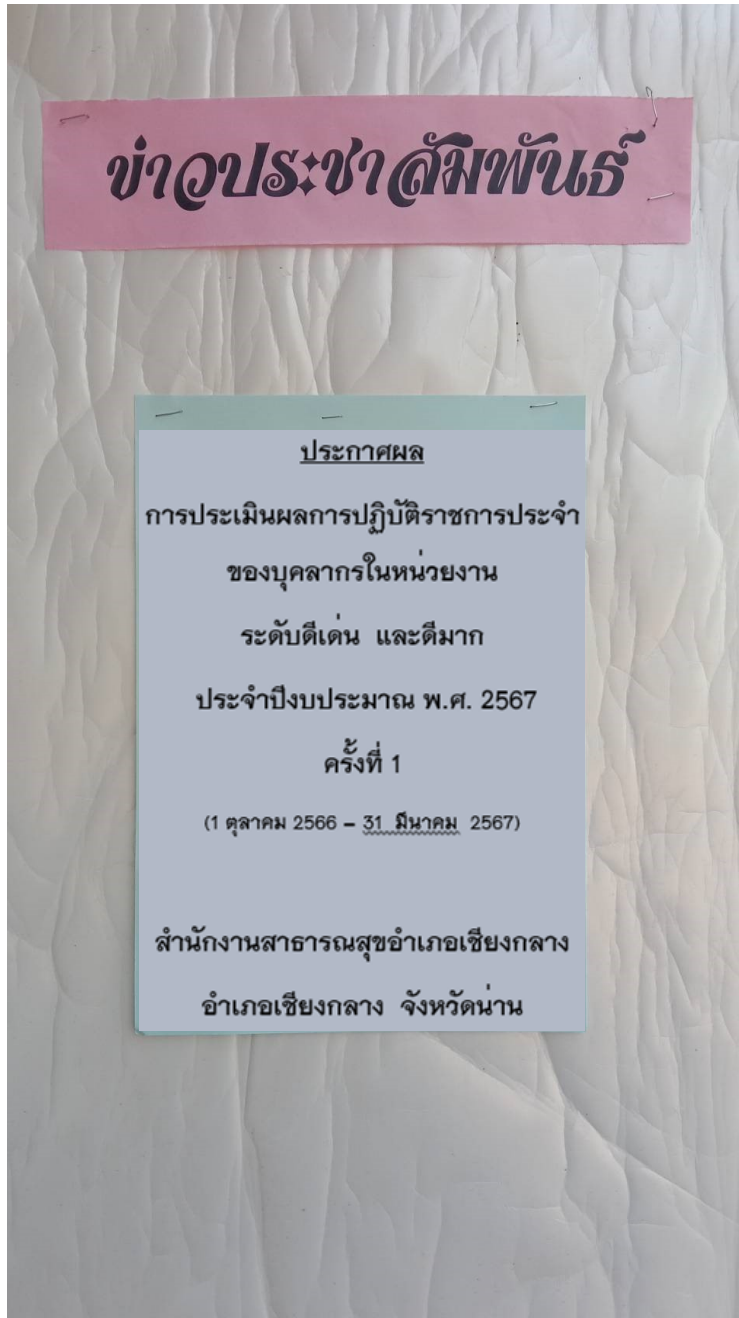 ข่าวประชาสัมพันธ์
ประกาศผล
การประเมินผลการปฏิบัติราชการประจำ
ของบุคลากรในหน่วยงาน
ระดับดีเด่น และดีมาก
ประจำปีงบประมาณ พ.ศ. 2567
ครั้งที่ 1
(1 ตุลาคม 2566 – 31 มีนาคม 2567)
สำนักงานสาธารณสุขอำเภอเชียงกลาง
อำเภอเชียงกลาง จังหวัดน่าน